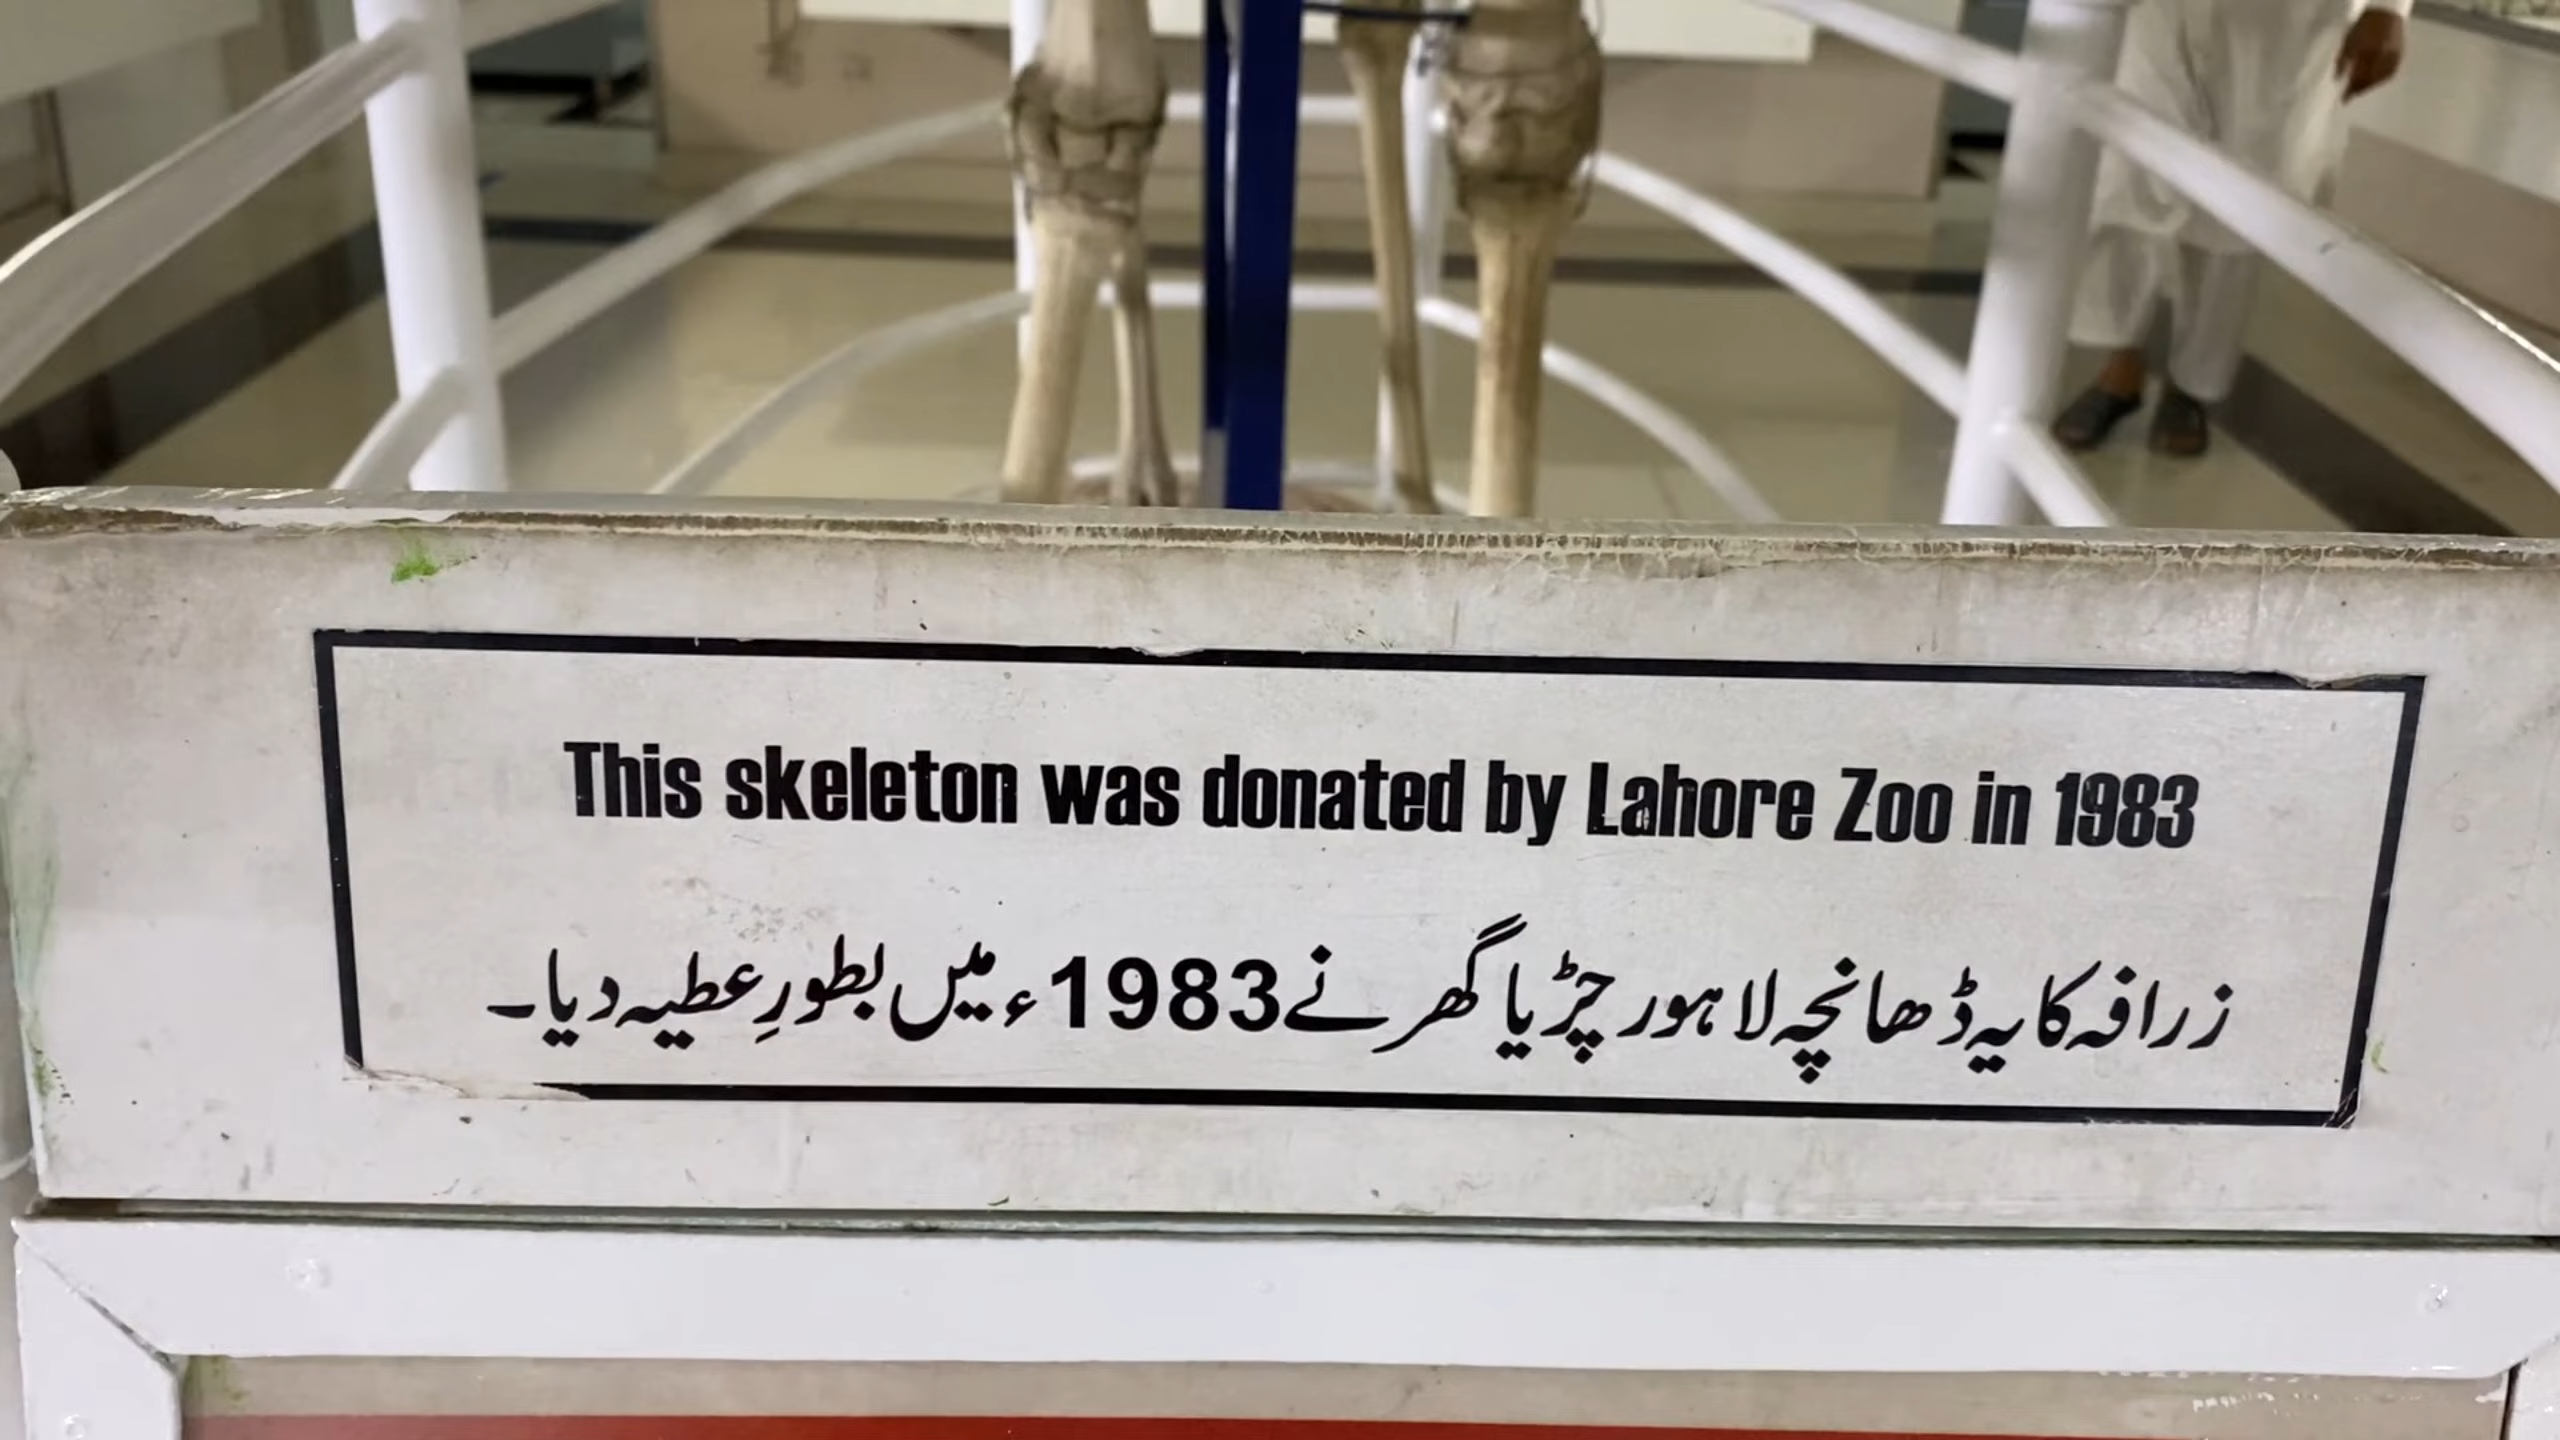 This skeleton was donated by Lahore Zoo in 1983
زرافہ کا یہ ڈھانچہ لاہور چڑیا گھر نے 1983ء میں بطورِ عطیہ دیا۔